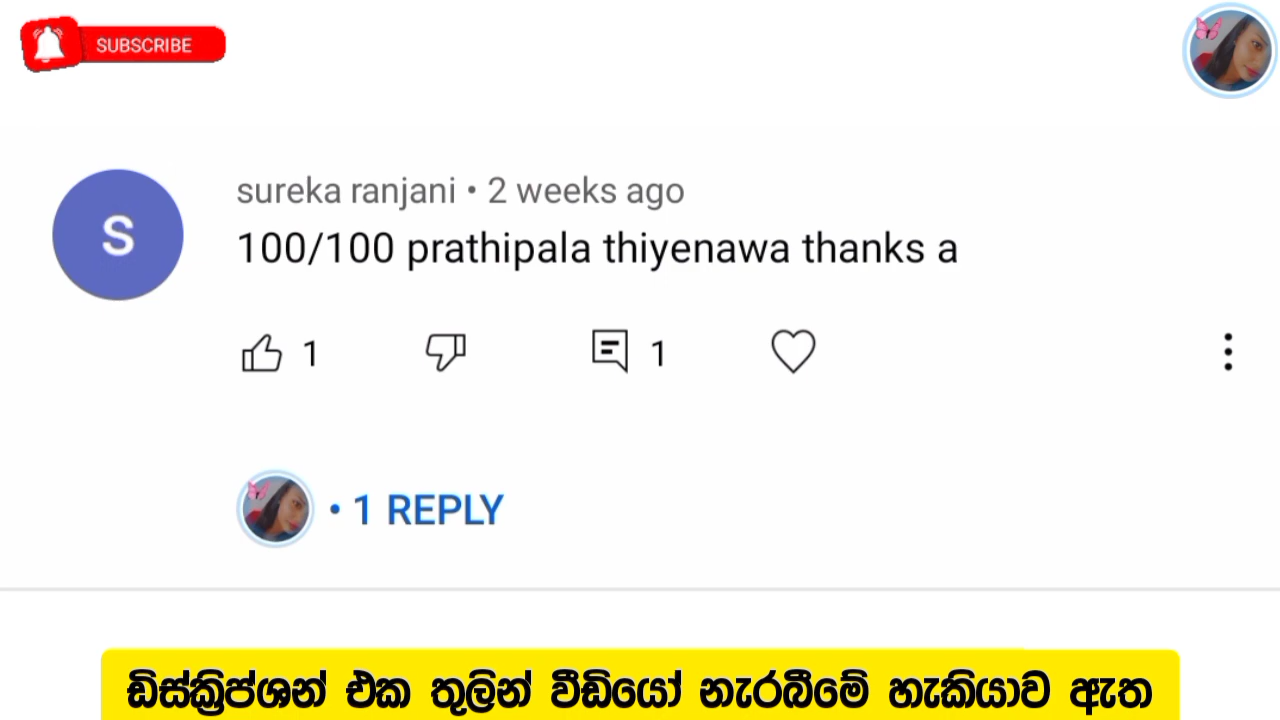 SUBSCRIBE
sureka ranjani • 2 weeks ago
S
100/100 prathipala thiyenawa thanks a
1
1
• 1 REPLY
ඩිස්ක්‍රිප්ශන් එක තුලින් වීඩියෝ නැරබීමේ හැකියාව ඇත